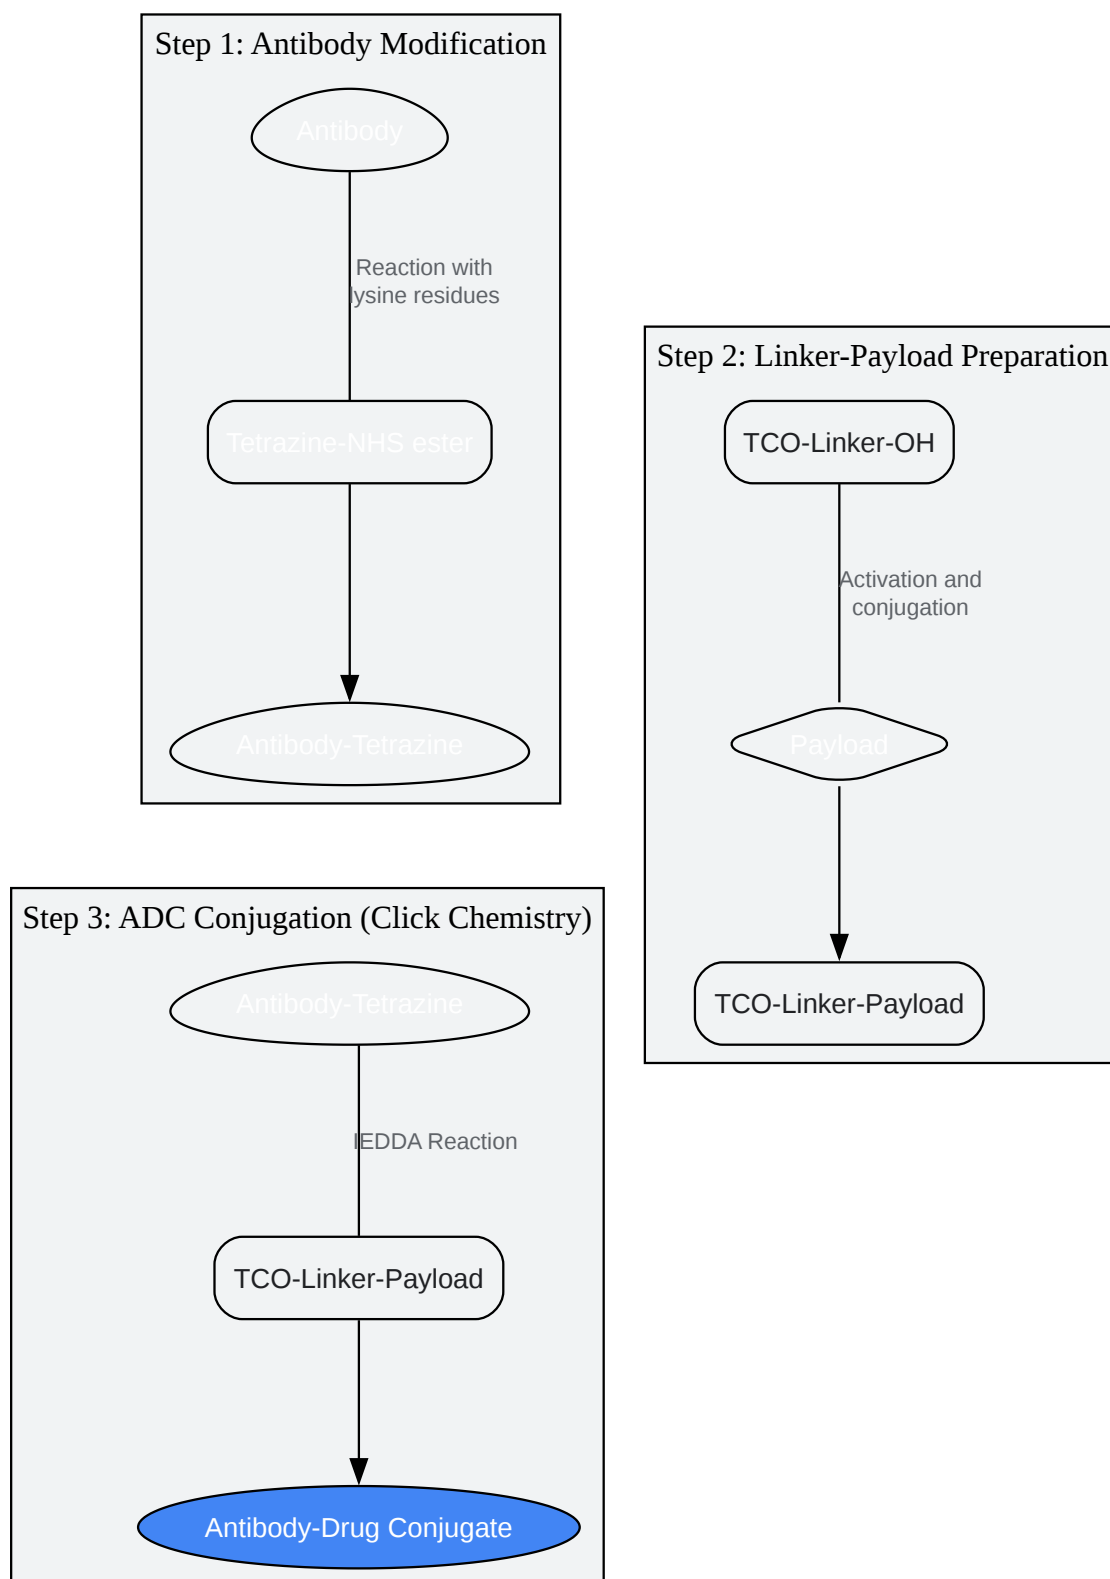 Step 1: Antibody Modification
Antibody
Reaction with
lysine residues
Tetrazine-NHS ester
Antibody-Tetrazine
Step 2: Linker-Payload Preparation
TCO-Linker-OH
Activation and
conjugation
Payload
TCO-Linker-Payload
Step 3: ADC Conjugation (Click Chemistry)
Antibody-Tetrazine
IEDDA Reaction
TCO-Linker-Payload
Antibody-Drug Conjugate